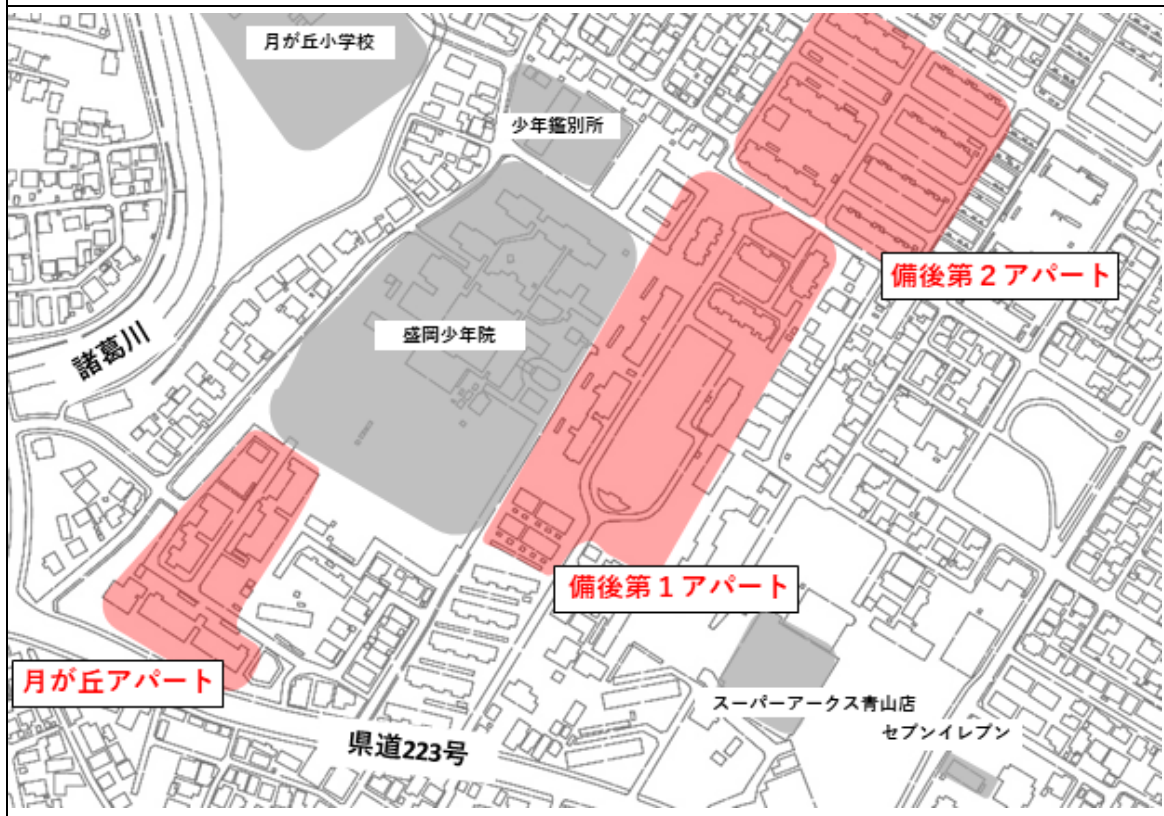 月が丘小学校
少年鑑別所
備後第２アパート
盛岡少年院
諸葛川
備後第１アパート
月が丘アパート
スーパーアークス青山店
セブンイレブン
県道223号